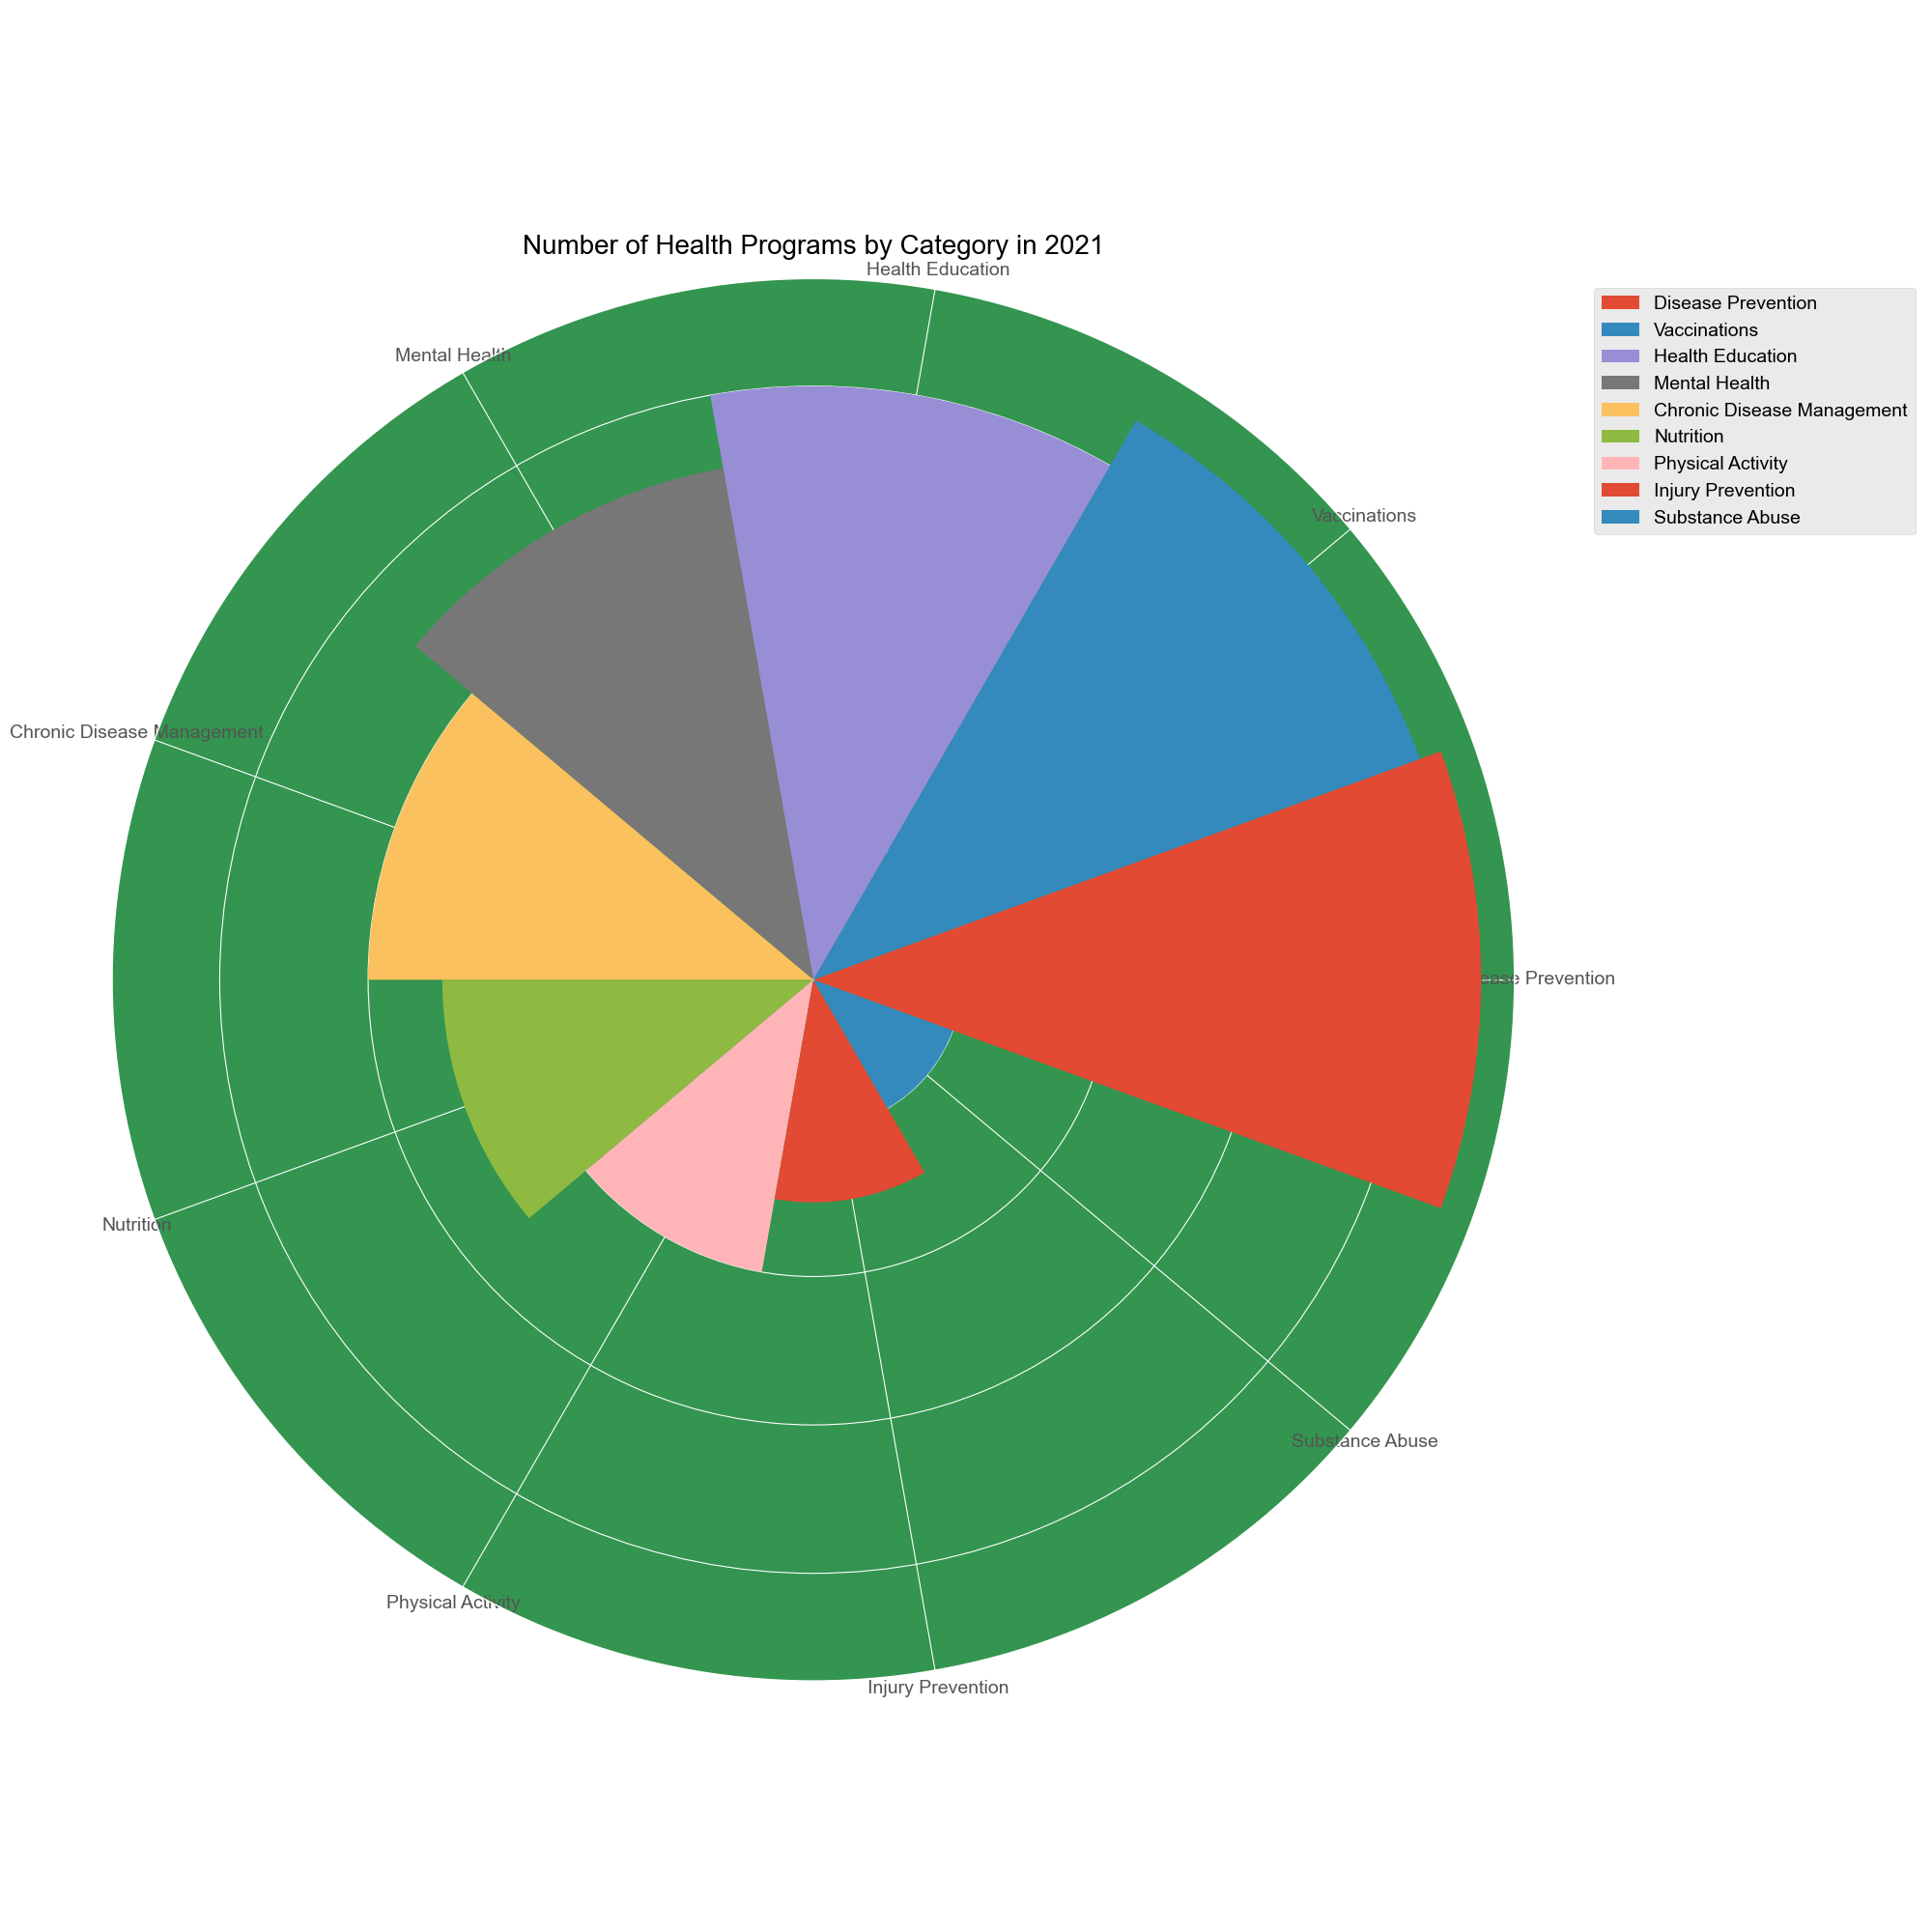 Number of Health Programs by Category in 2021
Health Education
Mental Health
Vaccinations
Chronic Disease Management
Prevention
Nutrition
Substance Abuse
Physical Activity
Injury Prevention
Disease Prevention
Vaccinations
Health Education
Mental Health
Chronic Disease Management
Nutrition
Physical Activity
Injury Prevention
Substance Abuse